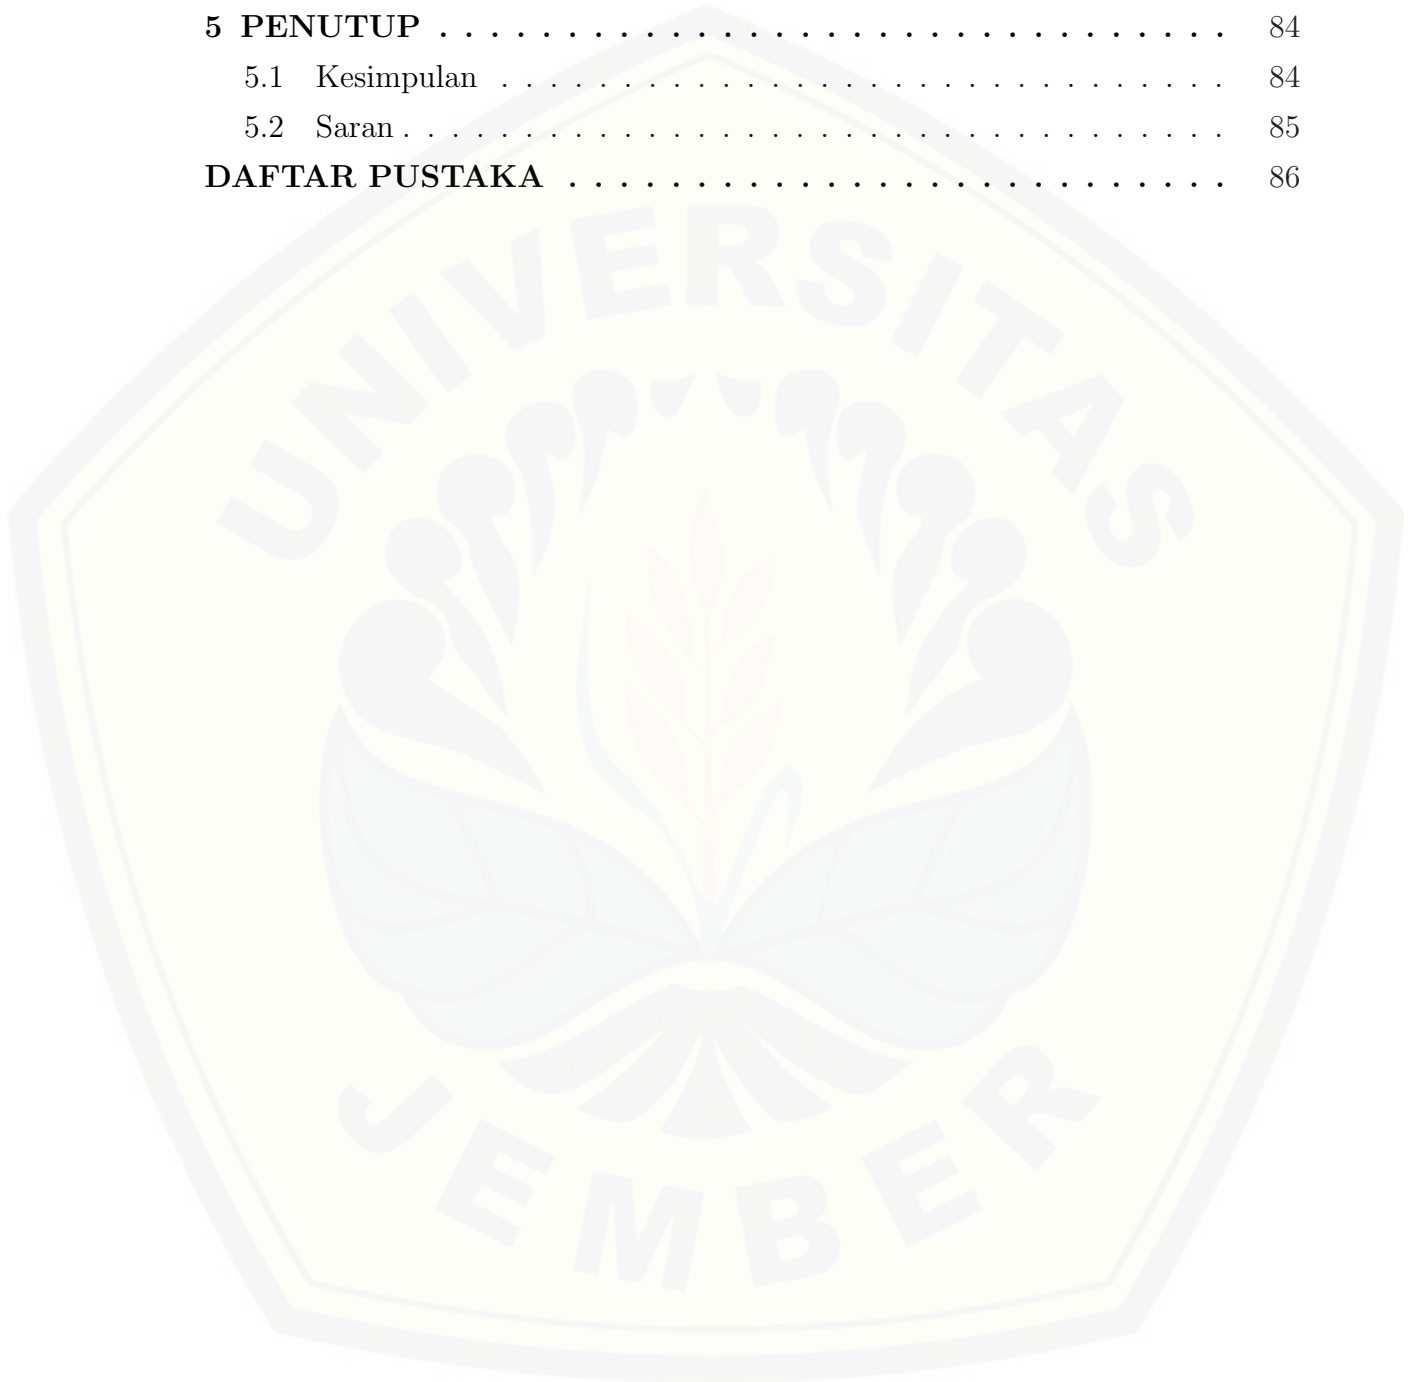 5 PENUTUP . . . . . . . . . . . . . . . . . . . . . . . . . . . . . . . 84
5.1 Kesimpulan . . . . . . . . . . . . . . . . . . . . . . . . . . . . . . 84
5.2 Saran . . . . . . . . . . . . . . . . . . . . . . . . . . . . . . . . . . 85
DAFTAR PUSTAKA . . . . . . . . . . . . . . . . . . . . . . . . . . 86
UNIVERSITAS
JEMBER